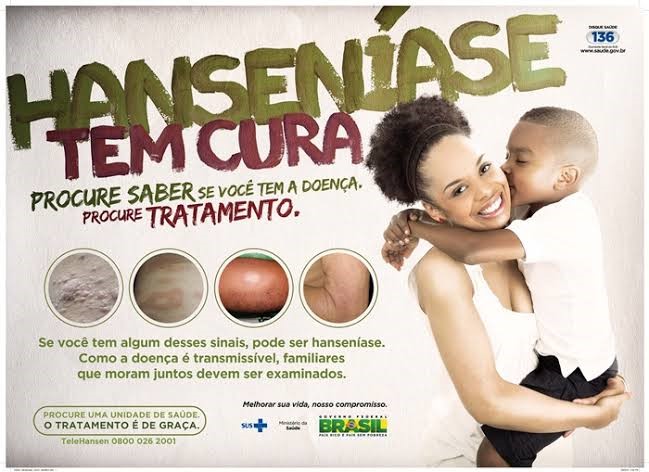 HANSENÍASE
TEM CURA
PROCURE SABER SE VOCÊ TEM A DOENÇA.
PROCURE TRATAMENTO.
DISQUE SAÚDE
136
www.saude.gov.br
Se você tem algum desses sinais, pode ser hanseníase.
Como a doença é transmissível, familiares
que moram juntos devem ser examinados.
PROCURE UMA UNIDADE DE SAÚDE.
O TRATAMENTO É DE GRAÇA.
TeleHansen 0800 026 2001
Melhorar sua vida, nosso compromisso.
SUS
Ministério da
Saúde
GOVERNO FEDERAL
BRASIL
PAÍS RICO É PAÍS SEM POBREZA